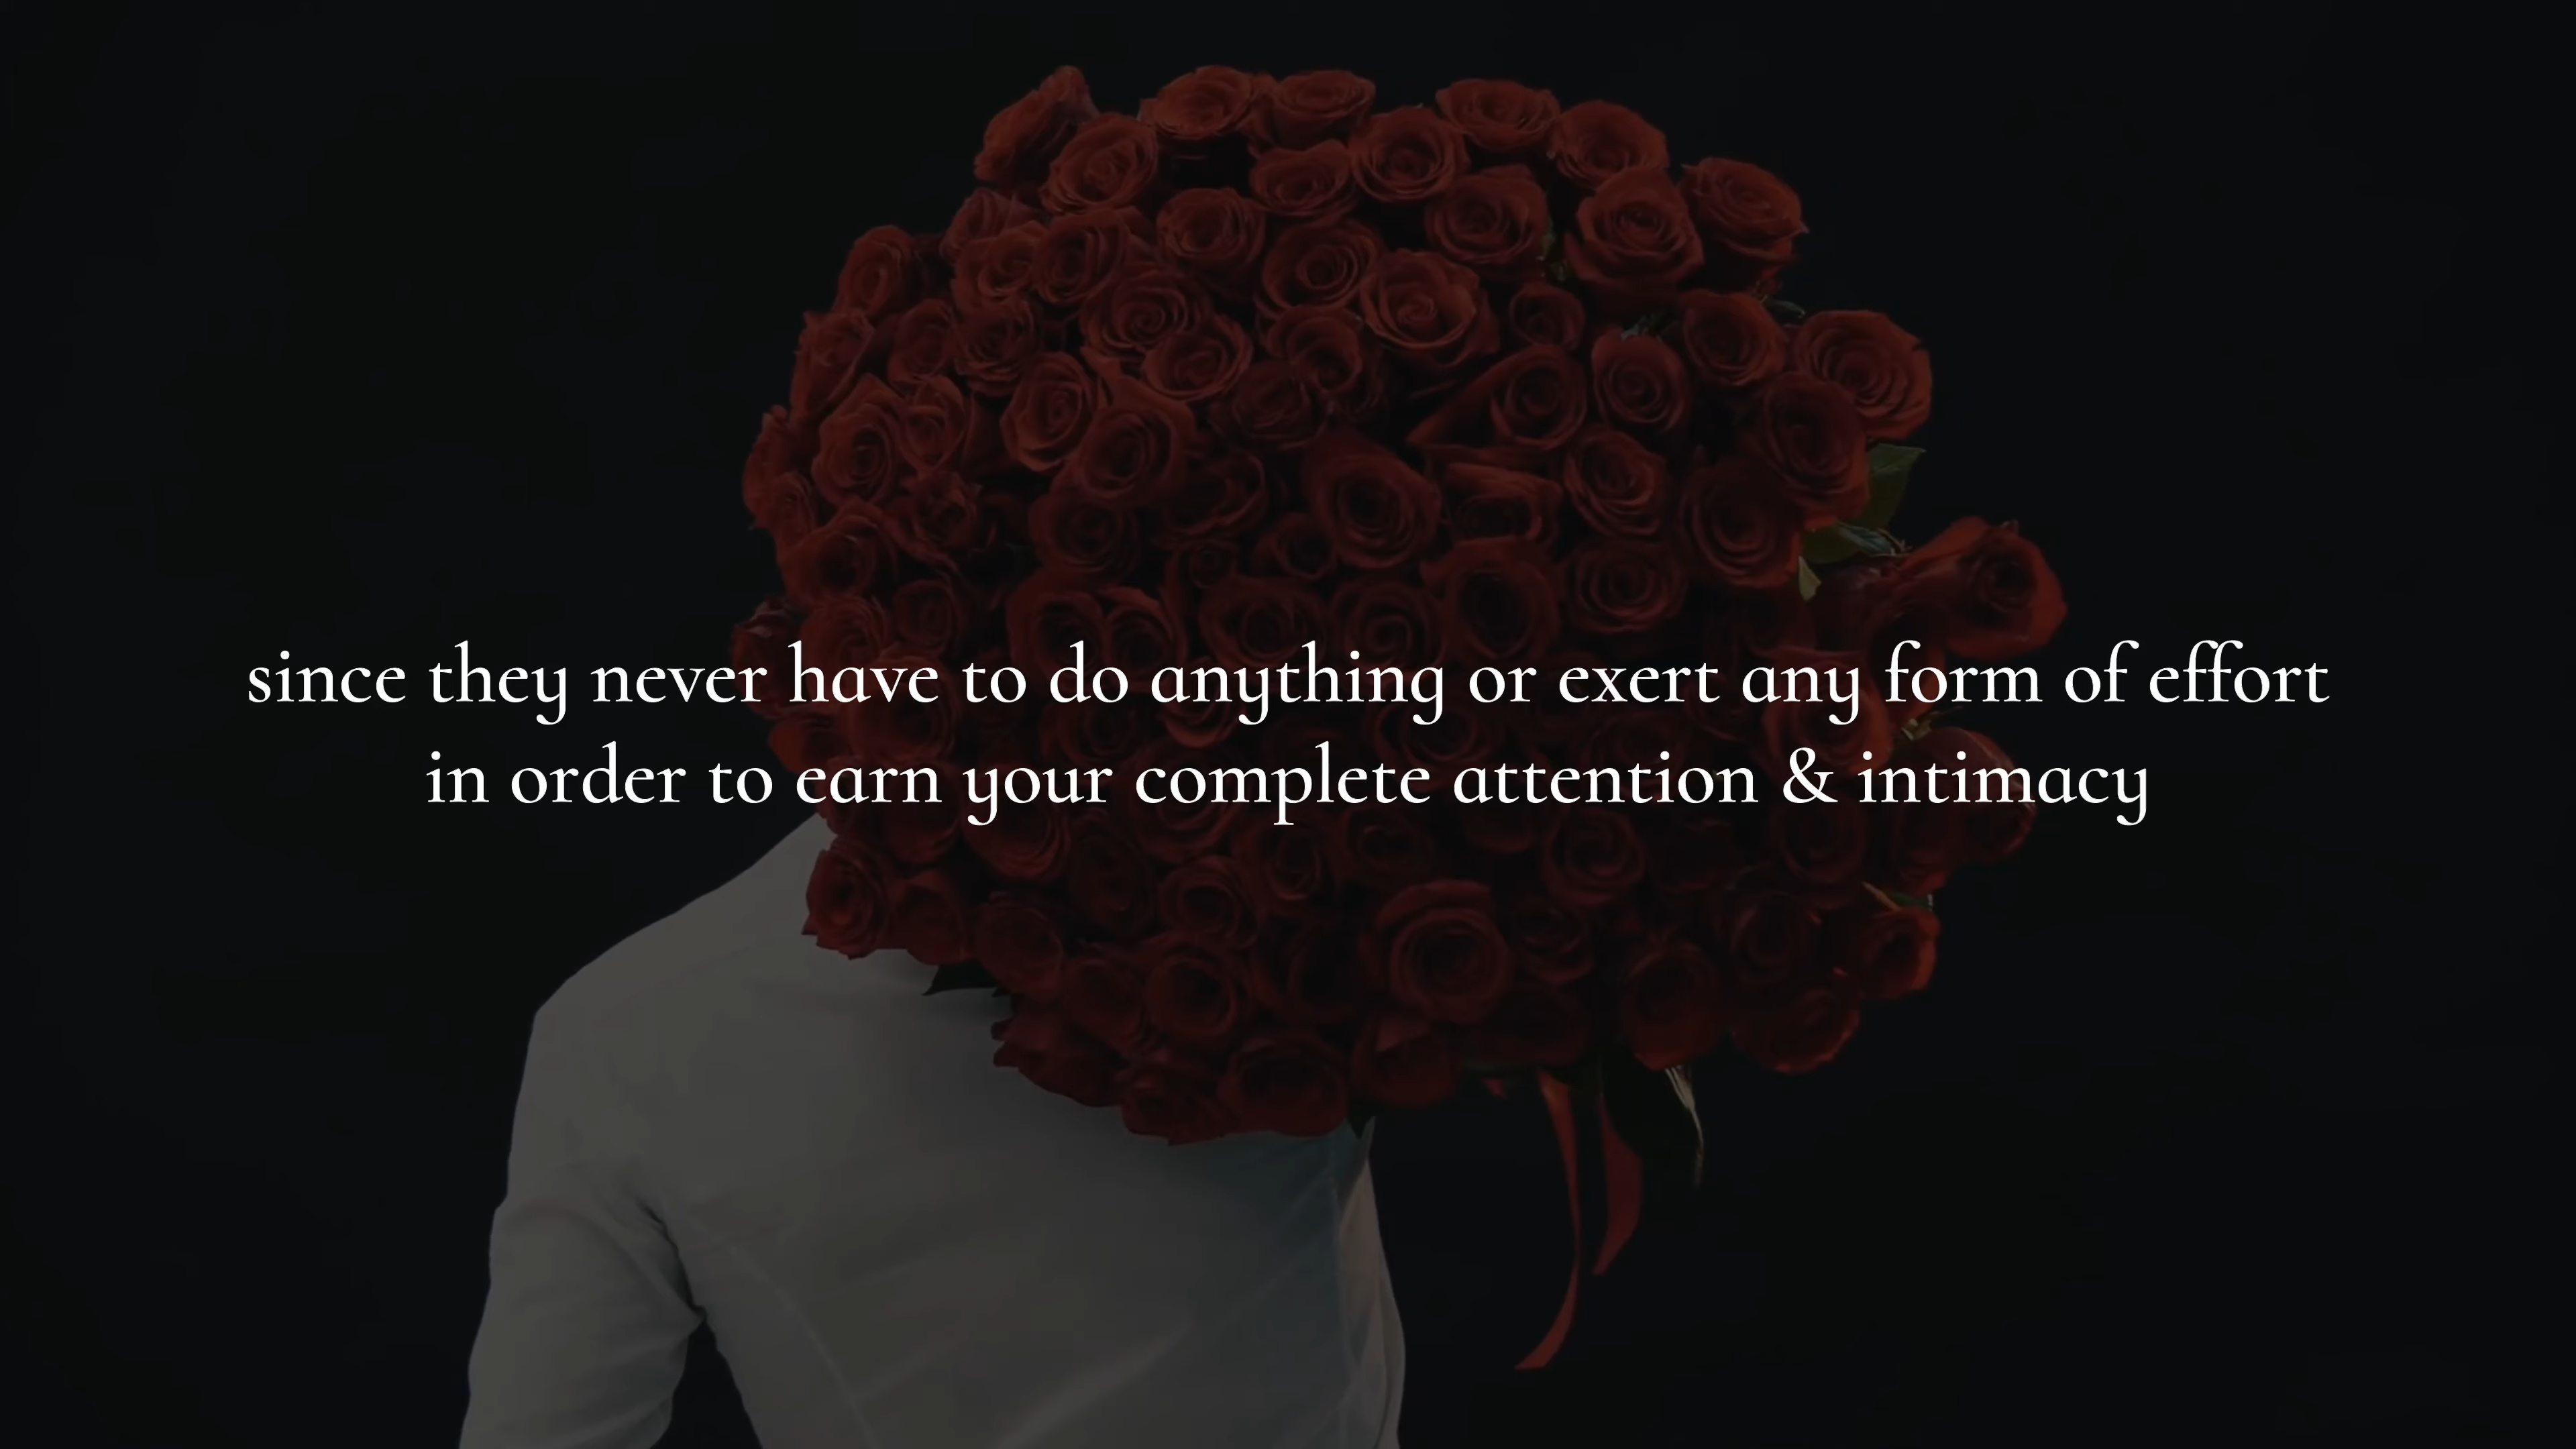 since they never have to do anything or exert any form of effort
in order to earn your complete attention & intimacy